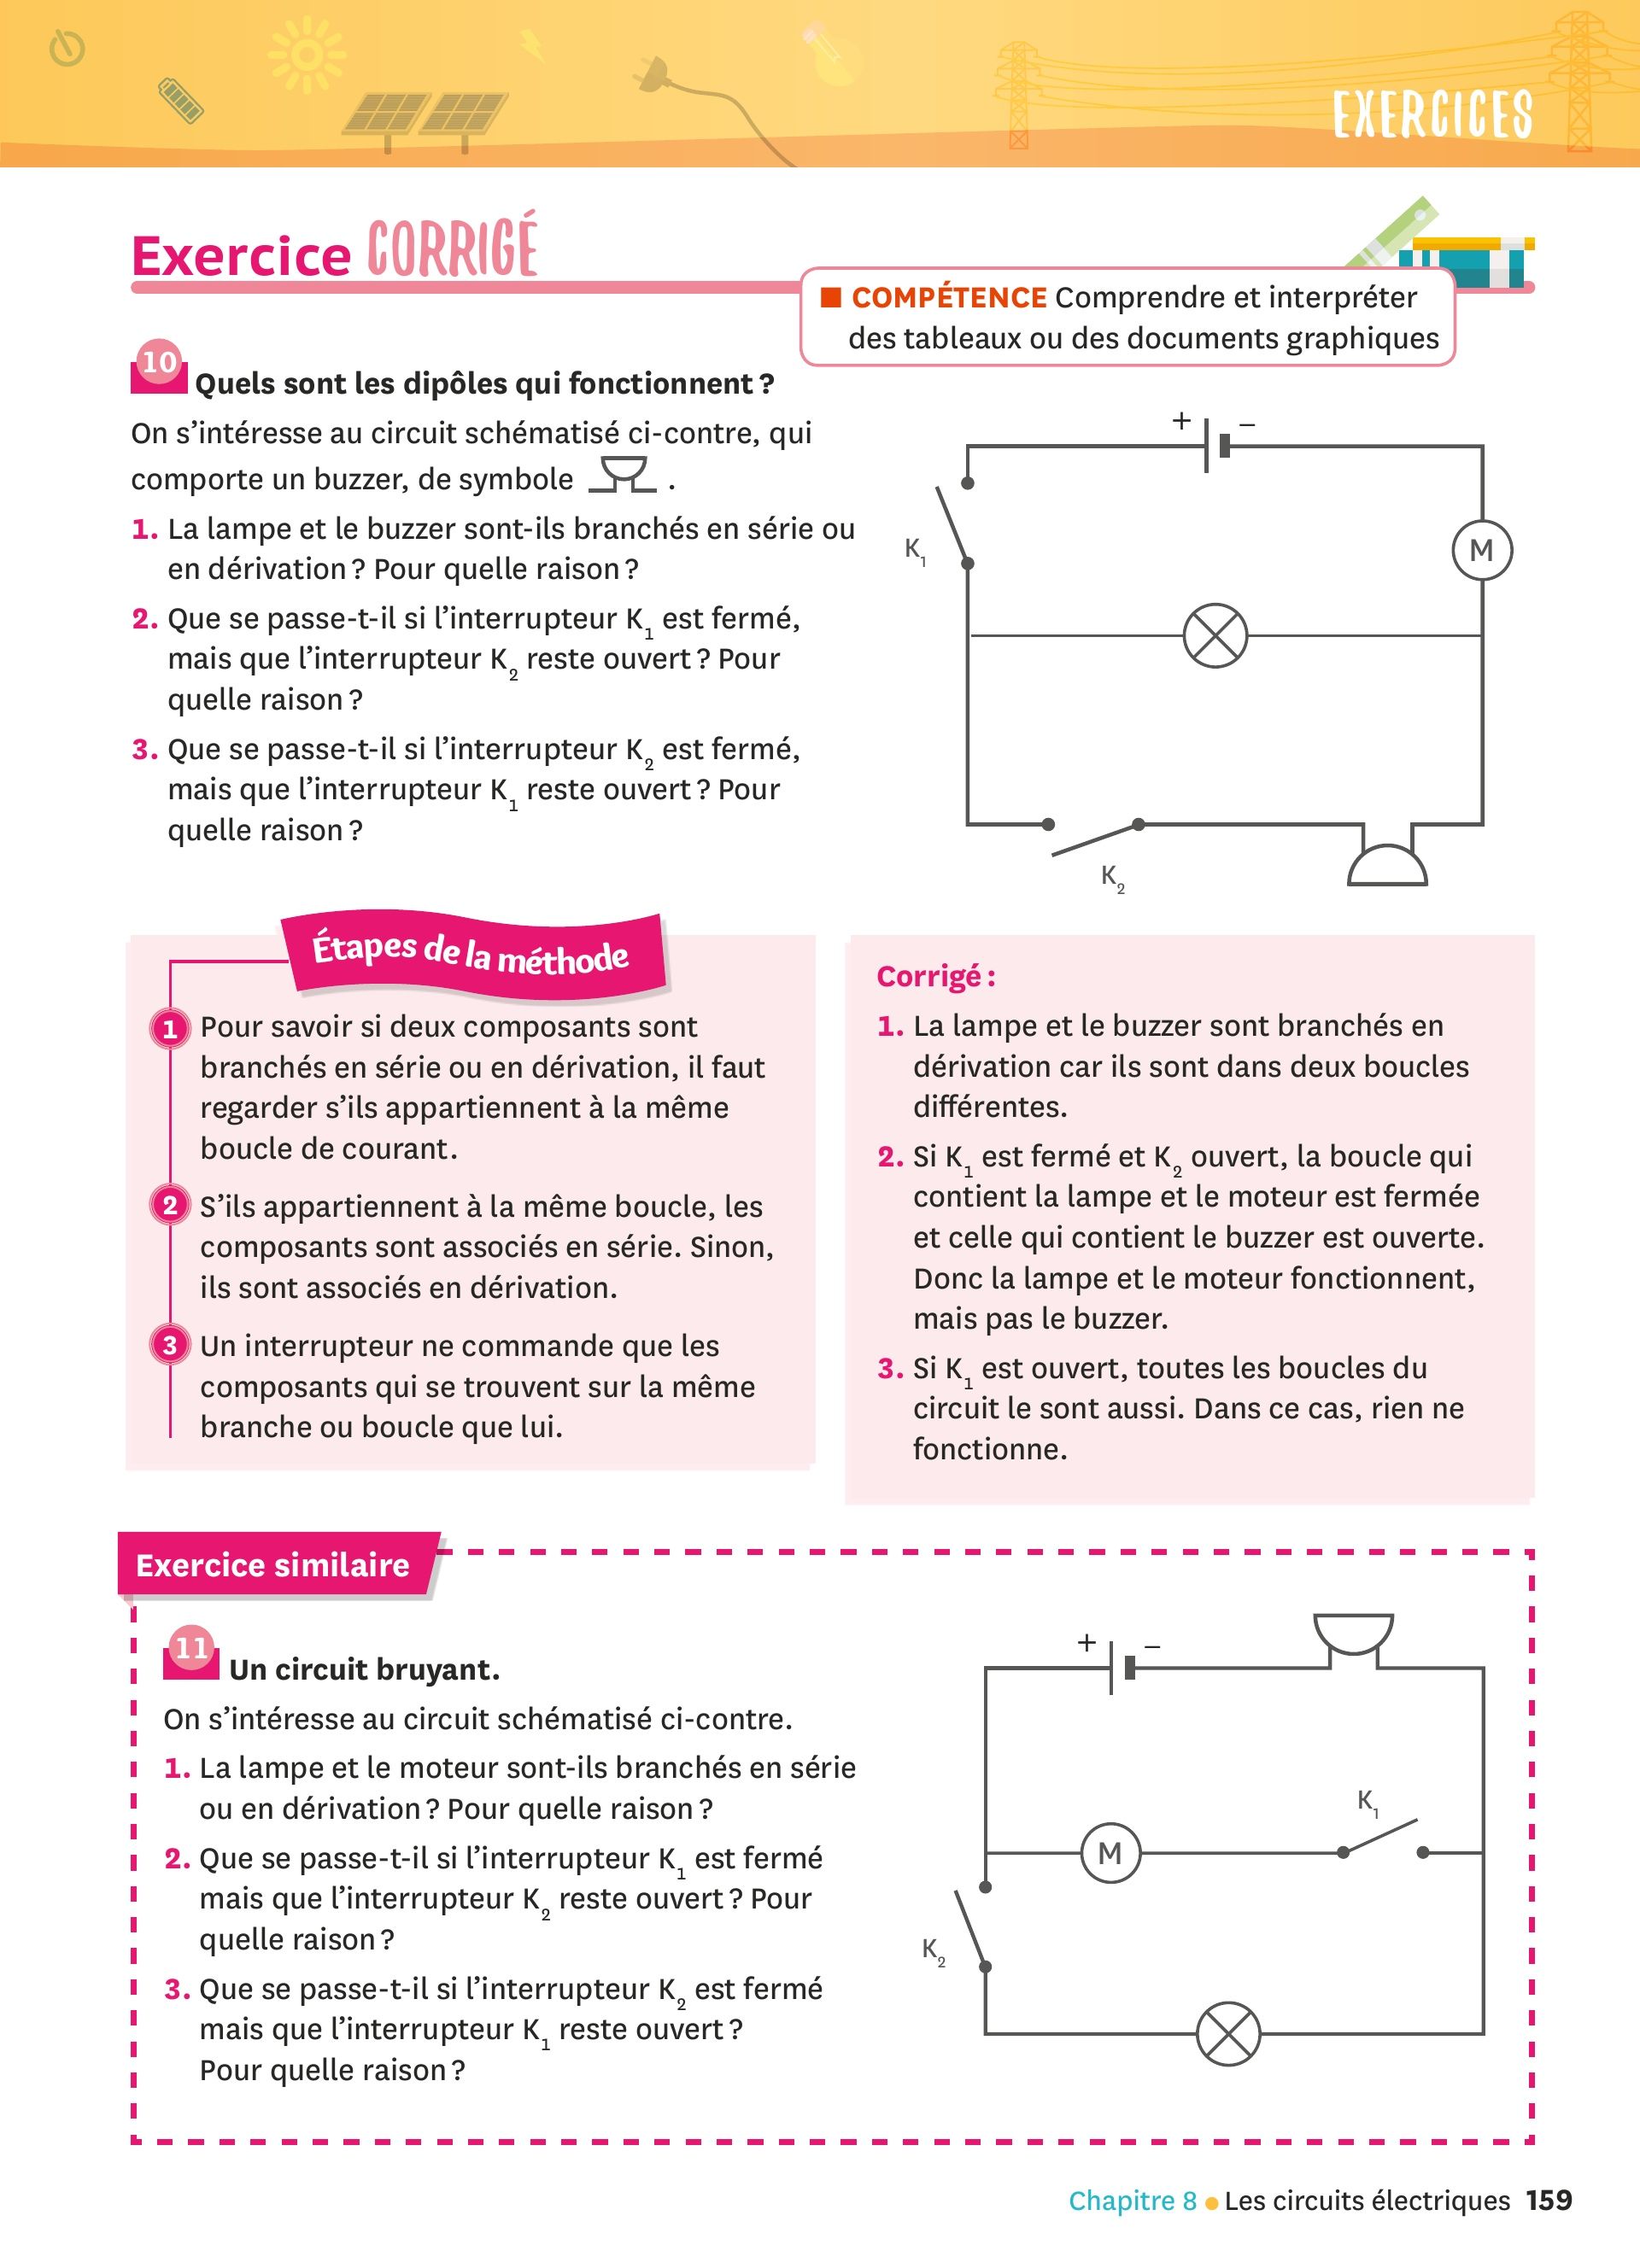 EXERCICES
Exercice CORRIGÉ
■ COMPÉTENCE Comprendre et interpréter
des tableaux ou des documents graphiques
10 Quels sont les dipôles qui fonctionnent ?
On s’intéresse au circuit schématisé ci-contre, qui
comporte un buzzer, de symbole .
1. La lampe et le buzzer sont-ils branchés en série ou
en dérivation ? Pour quelle raison ?
2. Que se passe-t-il si l’interrupteur K₁ est fermé,
mais que l’interrupteur K₂ reste ouvert ? Pour
quelle raison ?
3. Que se passe-t-il si l’interrupteur K₂ est fermé,
mais que l’interrupteur K₁ reste ouvert ? Pour
quelle raison ?
+ –
K₁
M
K₂
Étapes de la méthode
1 Pour savoir si deux composants sont
branchés en série ou en dérivation, il faut
regarder s’ils appartiennent à la même
boucle de courant.
2 S’ils appartiennent à la même boucle, les
composants sont associés en série. Sinon,
ils sont associés en dérivation.
3 Un interrupteur ne commande que les
composants qui se trouvent sur la même
branche ou boucle que lui.
Corrigé :
1. La lampe et le buzzer sont branchés en
dérivation car ils sont dans deux boucles
différentes.
2. Si K₁ est fermé et K₂ ouvert, la boucle qui
contient la lampe et le moteur est fermée
et celle qui contient le buzzer est ouverte.
Donc la lampe et le moteur fonctionnent,
mais pas le buzzer.
3. Si K₁ est ouvert, toutes les boucles du
circuit le sont aussi. Dans ce cas, rien ne
fonctionne.
Exercice similaire
11 Un circuit bruyant.
On s’intéresse au circuit schématisé ci-contre.
1. La lampe et le moteur sont-ils branchés en série
ou en dérivation ? Pour quelle raison ?
2. Que se passe-t-il si l’interrupteur K₁ est fermé
mais que l’interrupteur K₂ reste ouvert ? Pour
quelle raison ?
3. Que se passe-t-il si l’interrupteur K₂ est fermé
mais que l’interrupteur K₁ reste ouvert ?
Pour quelle raison ?
+ –
K₁
M
K₂
Chapitre 8 • Les circuits électriques 159